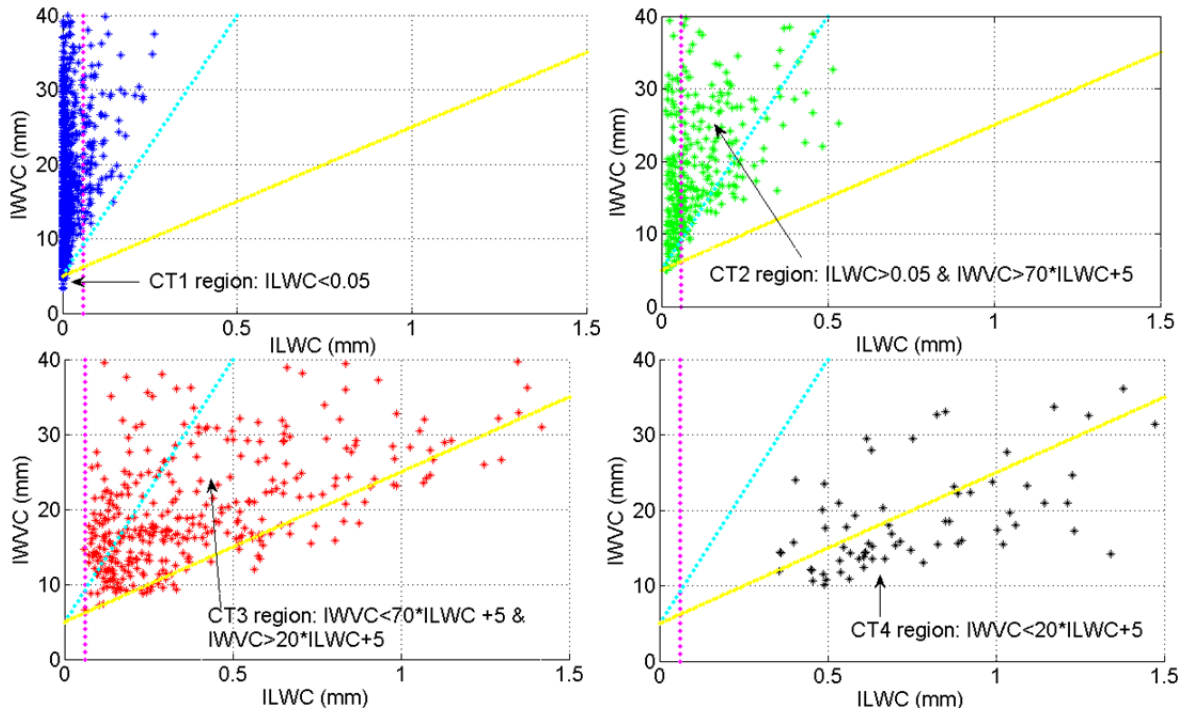 40
30
20
10
0
IWVC (mm)
CT1 region: ILWC<0.05
0
0.5
1
1.5
ILWC (mm)
40
30
20
10
0
IWVC (mm)
CT2 region: ILWC>0.05 & IWVC>70*ILWC+5
0
0.5
1
1.5
ILWC (mm)
40
30
20
10
0
IWVC (mm)
CT3 region: IWVC<70*ILWC +5 &
IWVC>20*ILWC+5
0
0.5
1
1.5
ILWC (mm)
40
30
20
10
0
IWVC (mm)
CT4 region: IWVC<20*ILWC+5
0
0.5
1
1.5
ILWC (mm)